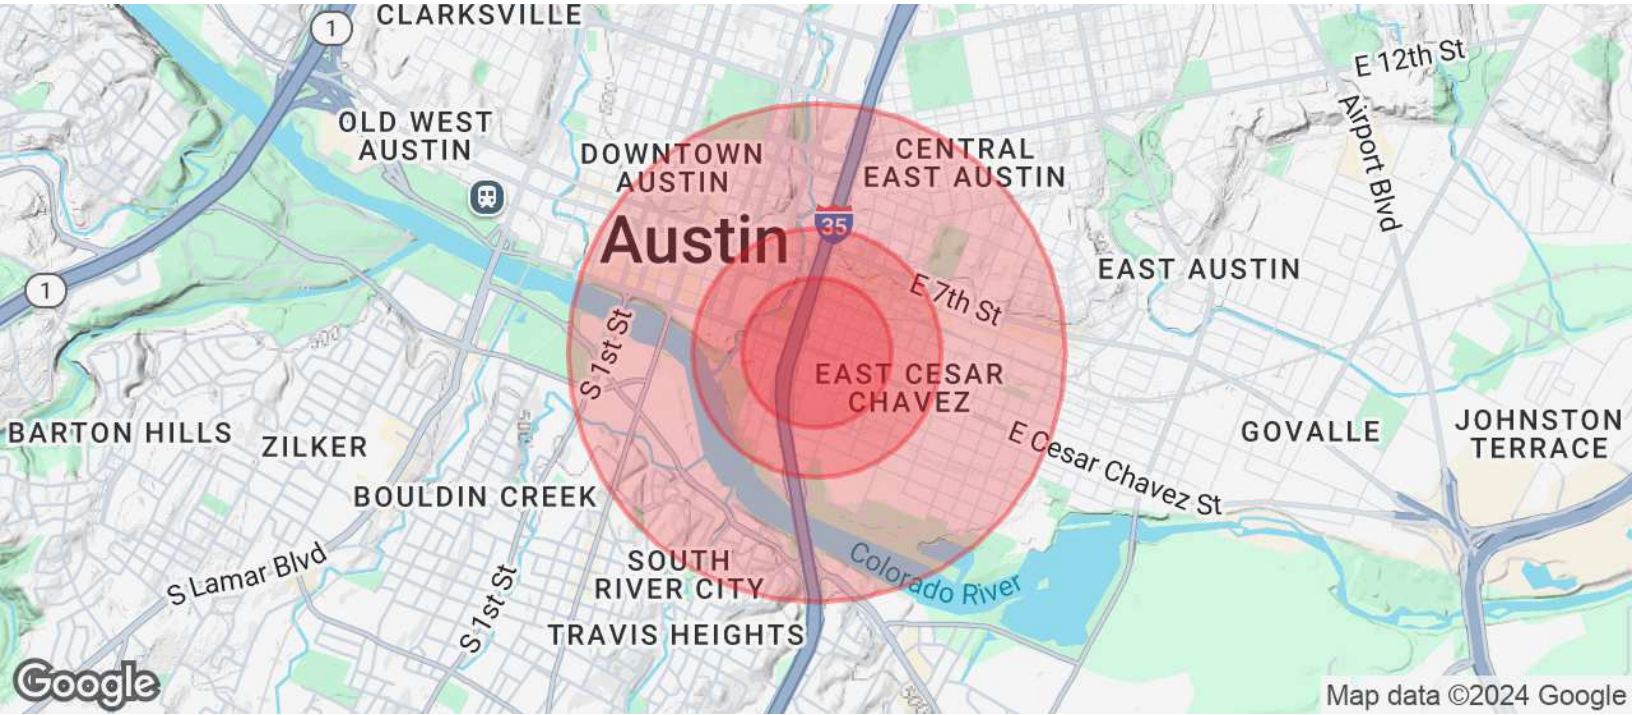 CLARKSVILLE
1
E 12th St
OLD WEST
AUSTIN
DOWNTOWN
AUSTIN
CENTRAL
EAST AUSTIN
Airport Blvd
Austin
35
EAST AUSTIN
1
E 7th St
S 1st St
EAST CESAR
CHAVEZ
BARTON HILLS
ZILKER
E Cesar Chavez St
GOVALLE
JOHNSTON
TERRACE
BOULDIN CREEK
SOUTH
RIVER CITY
Colorado River
S Lamar Blvd
S 1st St
TRAVIS HEIGHTS
Google
Map data ©2024 Google